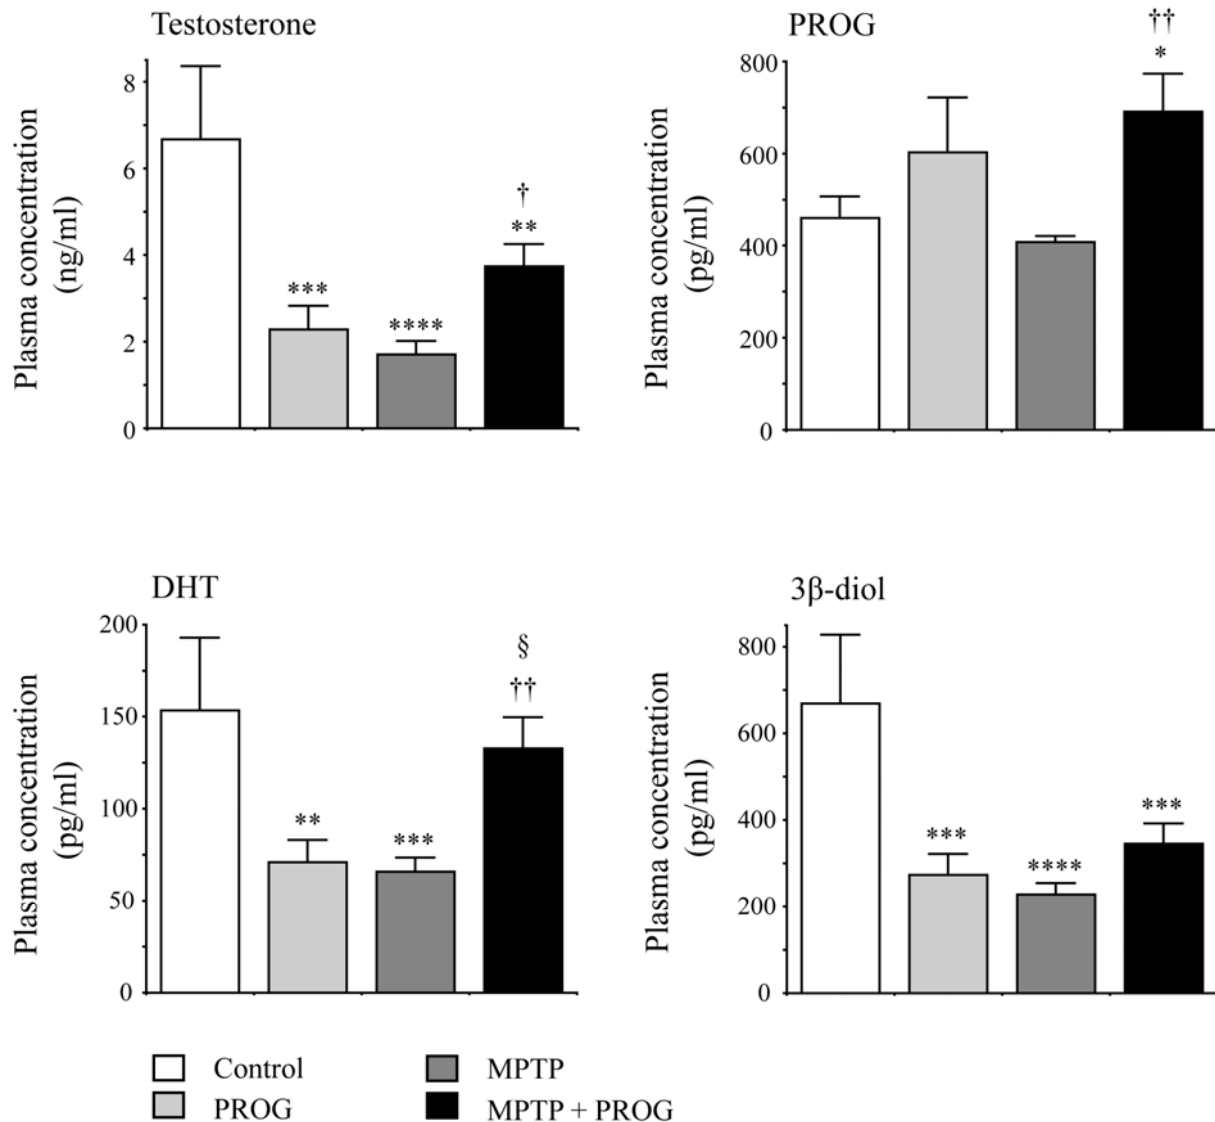 Testosterone
Plasma concentration
(ng/ml)
8
6
4
2
0
***
****
†
**
PROG
Plasma concentration
(pg/ml)
800
600
400
200
0
††
*
DHT
Plasma concentration
(pg/ml)
200
150
100
50
0
**
***
§
††
3β-diol
Plasma concentration
(pg/ml)
800
600
400
200
0
***
****
***
Control
PROG
MPTP
MPTP + PROG